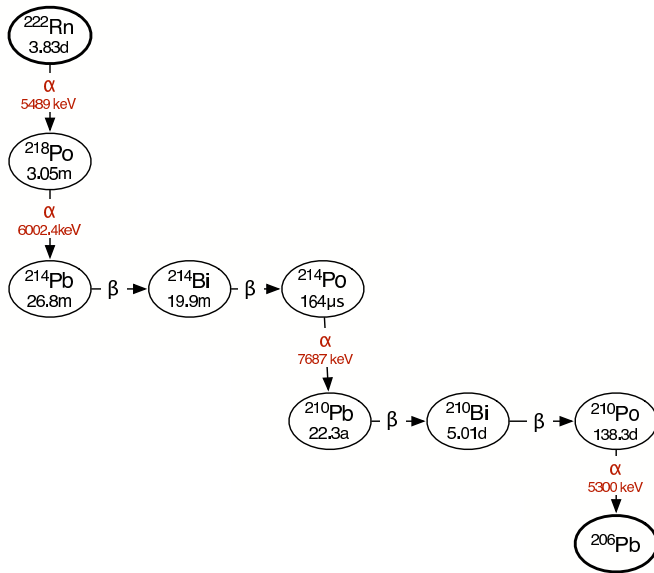 ²²²Rn
3.83d
α
5489 keV
²¹⁸Po
3.05m
α
6002.4keV
²¹⁴Pb
26.8m
β
²¹⁴Bi
19.9m
β
²¹⁴Po
164µs
α
7687 keV
²¹⁰Pb
22.3a
β
²¹⁰Bi
5.01d
β
²¹⁰Po
138.3d
α
5300 keV
²⁰⁶Pb